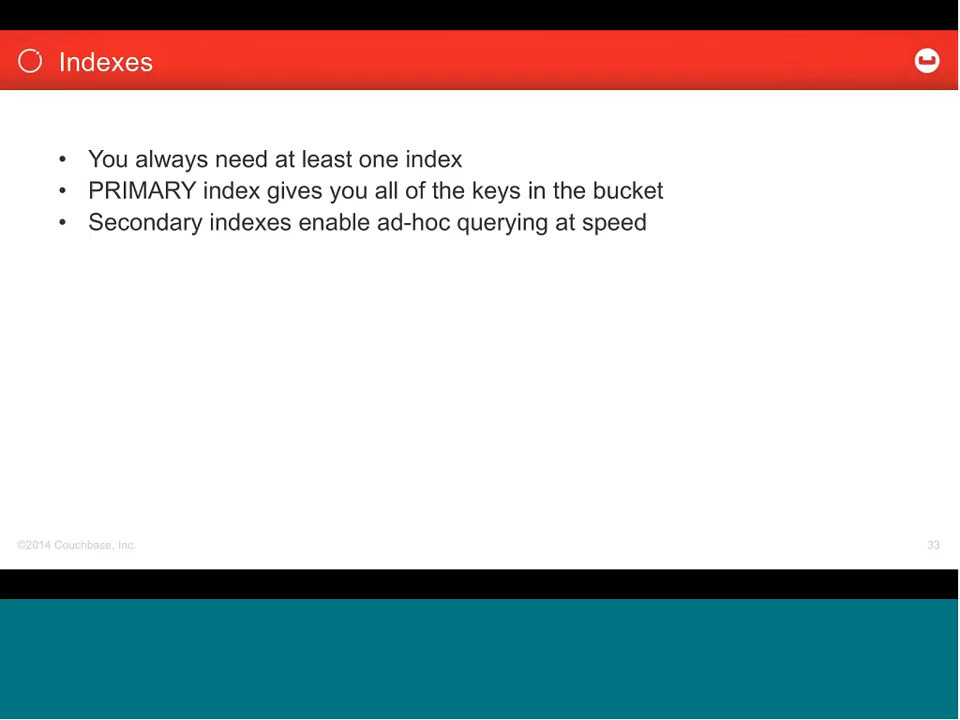 Indexes
• You always need at least one index
• PRIMARY index gives you all of the keys in the bucket
• Secondary indexes enable ad-hoc querying at speed
©2014 Couchbase, Inc.
33